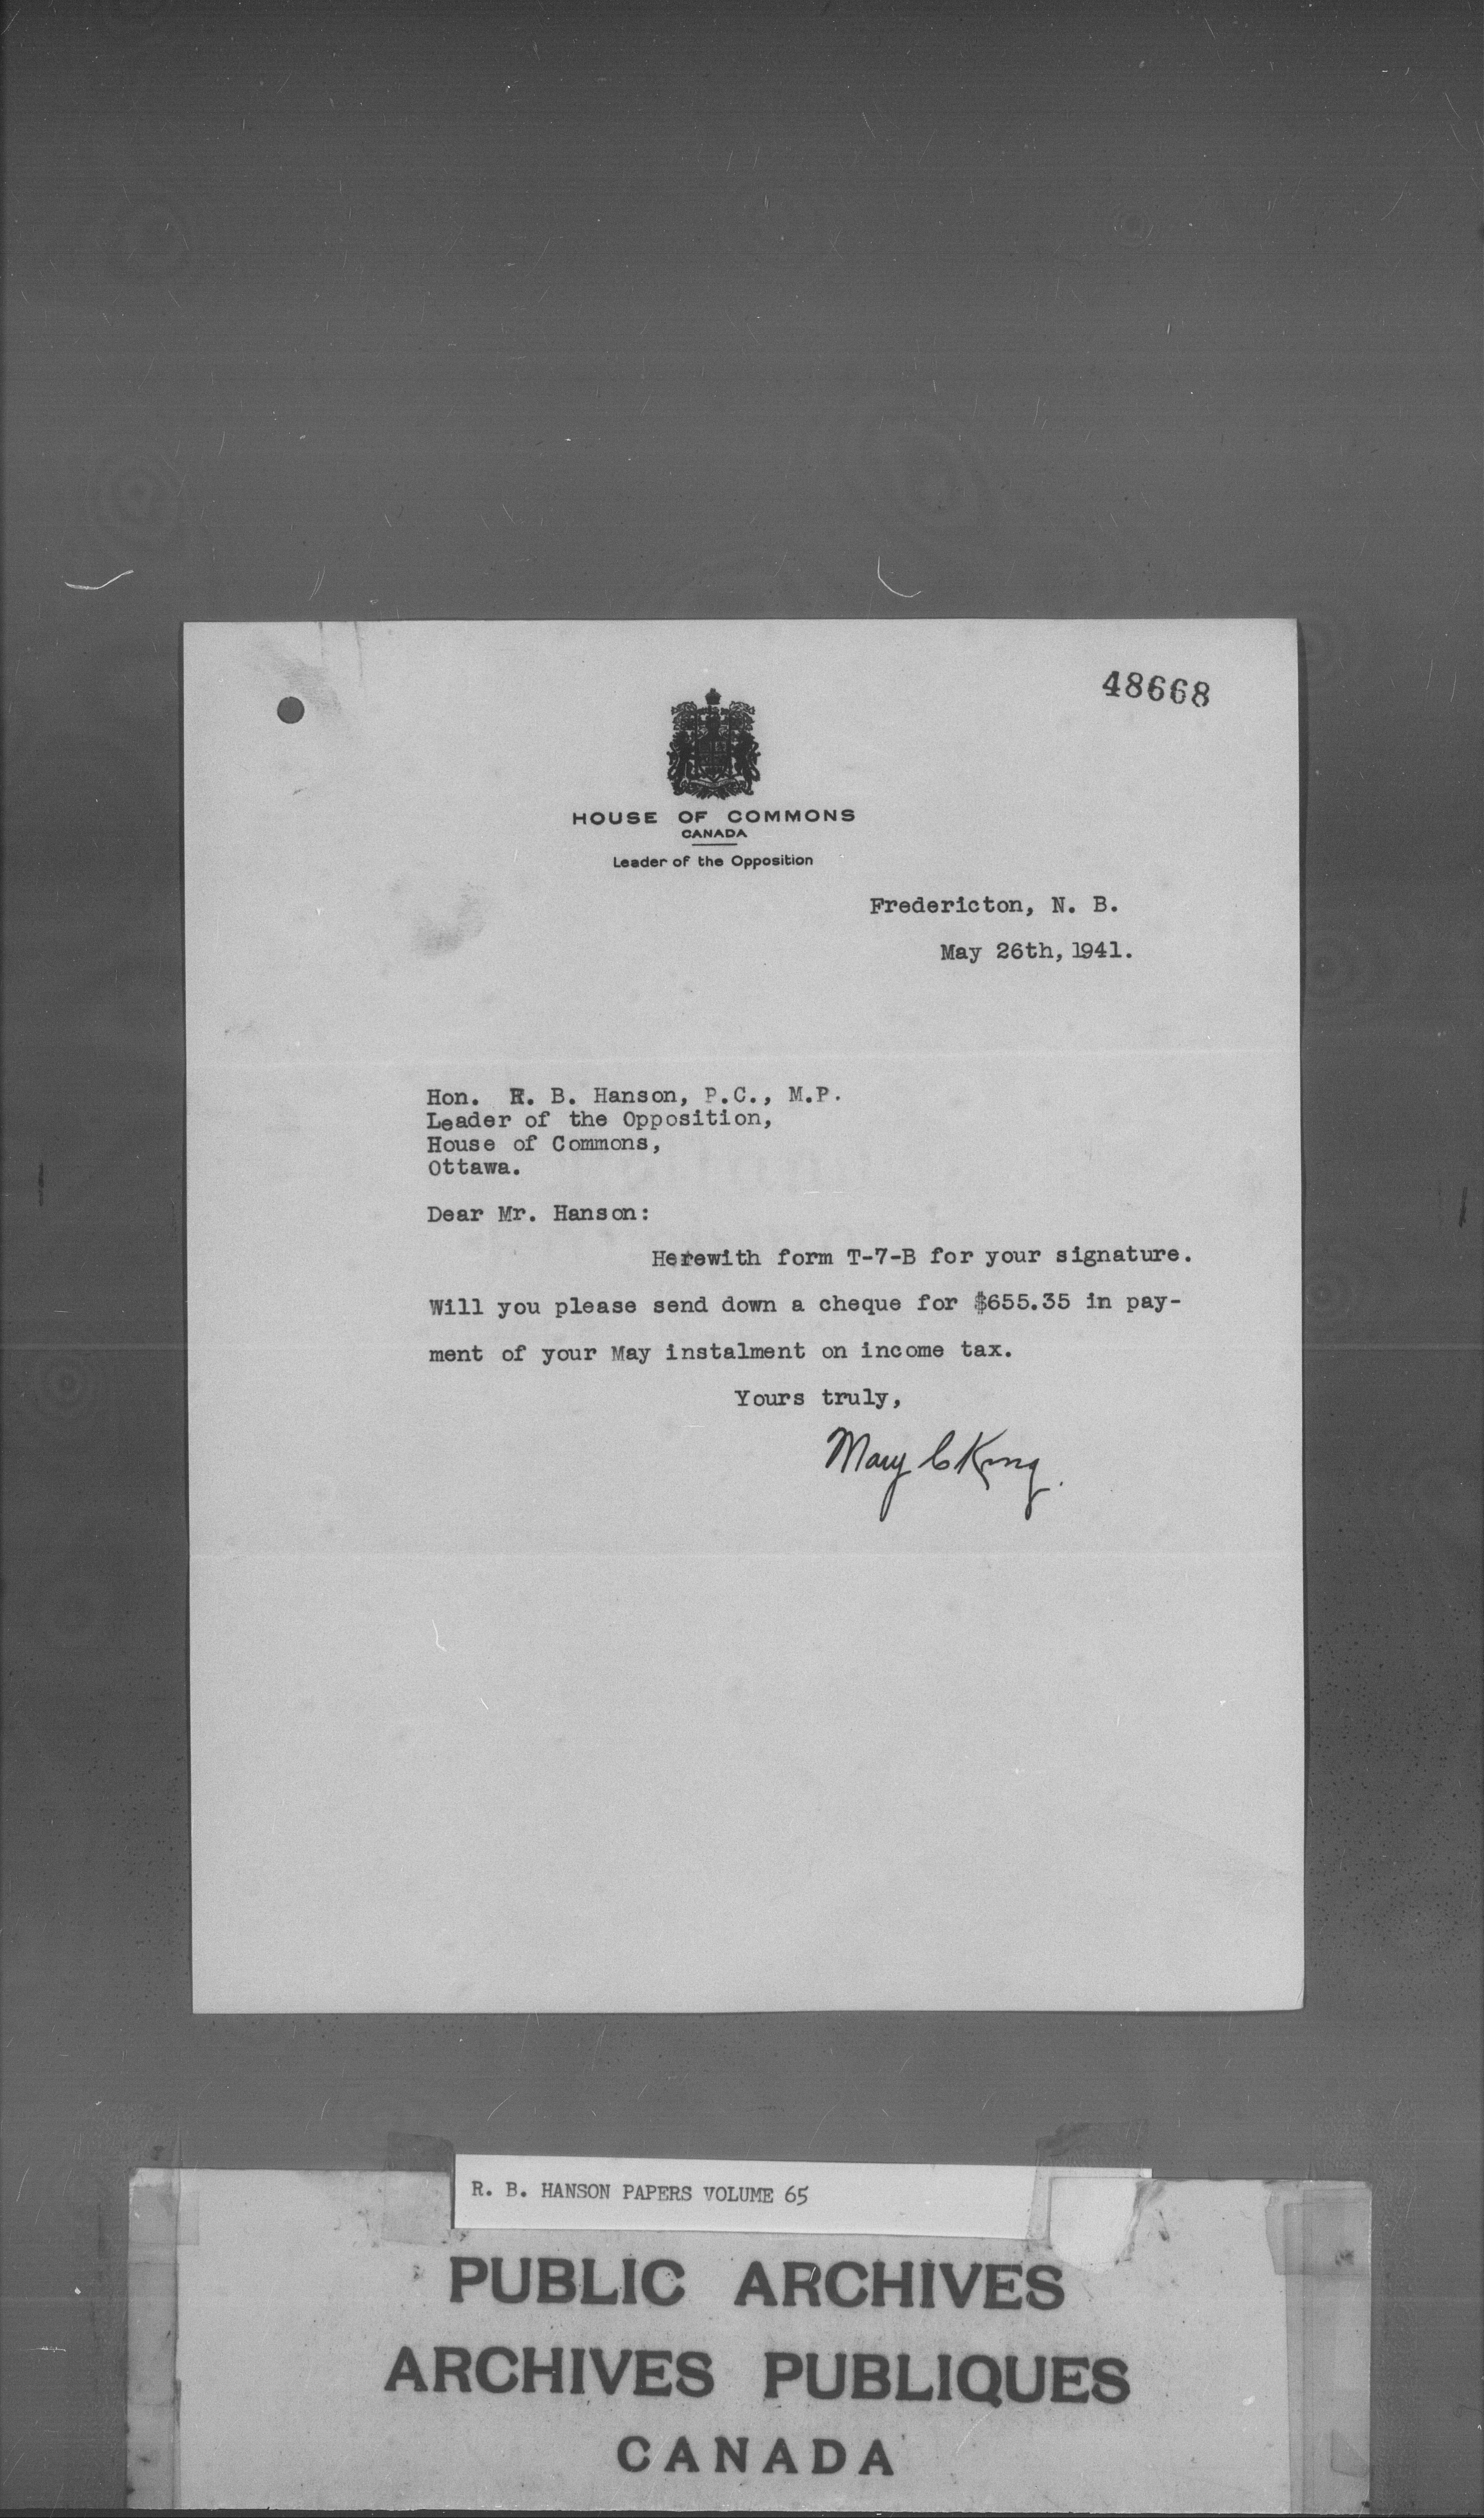 48668
HOUSE OF COMMONS
CANADA
Leader of the Opposition
Fredericton, N. B.
May 26th, 1941.
Hon. R. B. Hanson, P.C., M.P.
Leader of the Opposition,
House of Commons,
Ottawa.
Dear Mr. Hanson:
Herewith form T-7-B for your signature.
Will you please send down a cheque for $655.35 in pay-
ment of your May instalment on income tax.
Yours truly,
Mary C King.
R. B. HANSON PAPERS VOLUME 65
PUBLIC ARCHIVES
ARCHIVES PUBLIQUES
CANADA